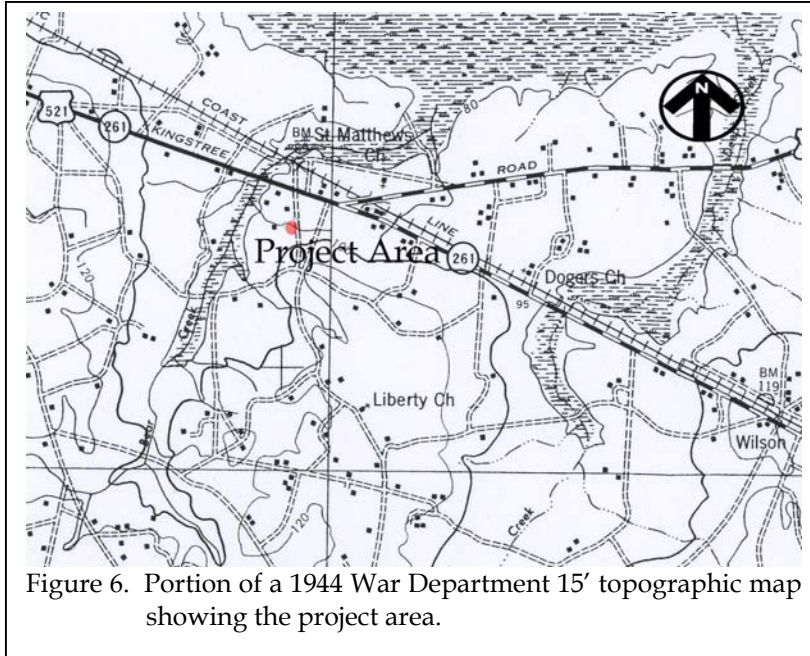 521
261
KINGSTREE
COAST
BM
St. Matthews
Ch
80
N
ROAD
LINE
Project Area
261
120
Dogers Ch
95
Creek
Liberty Ch
BM
119
Wilson
Creek
120
Figure 6. Portion of a 1944 War Department 15’ topographic map
showing the project area.